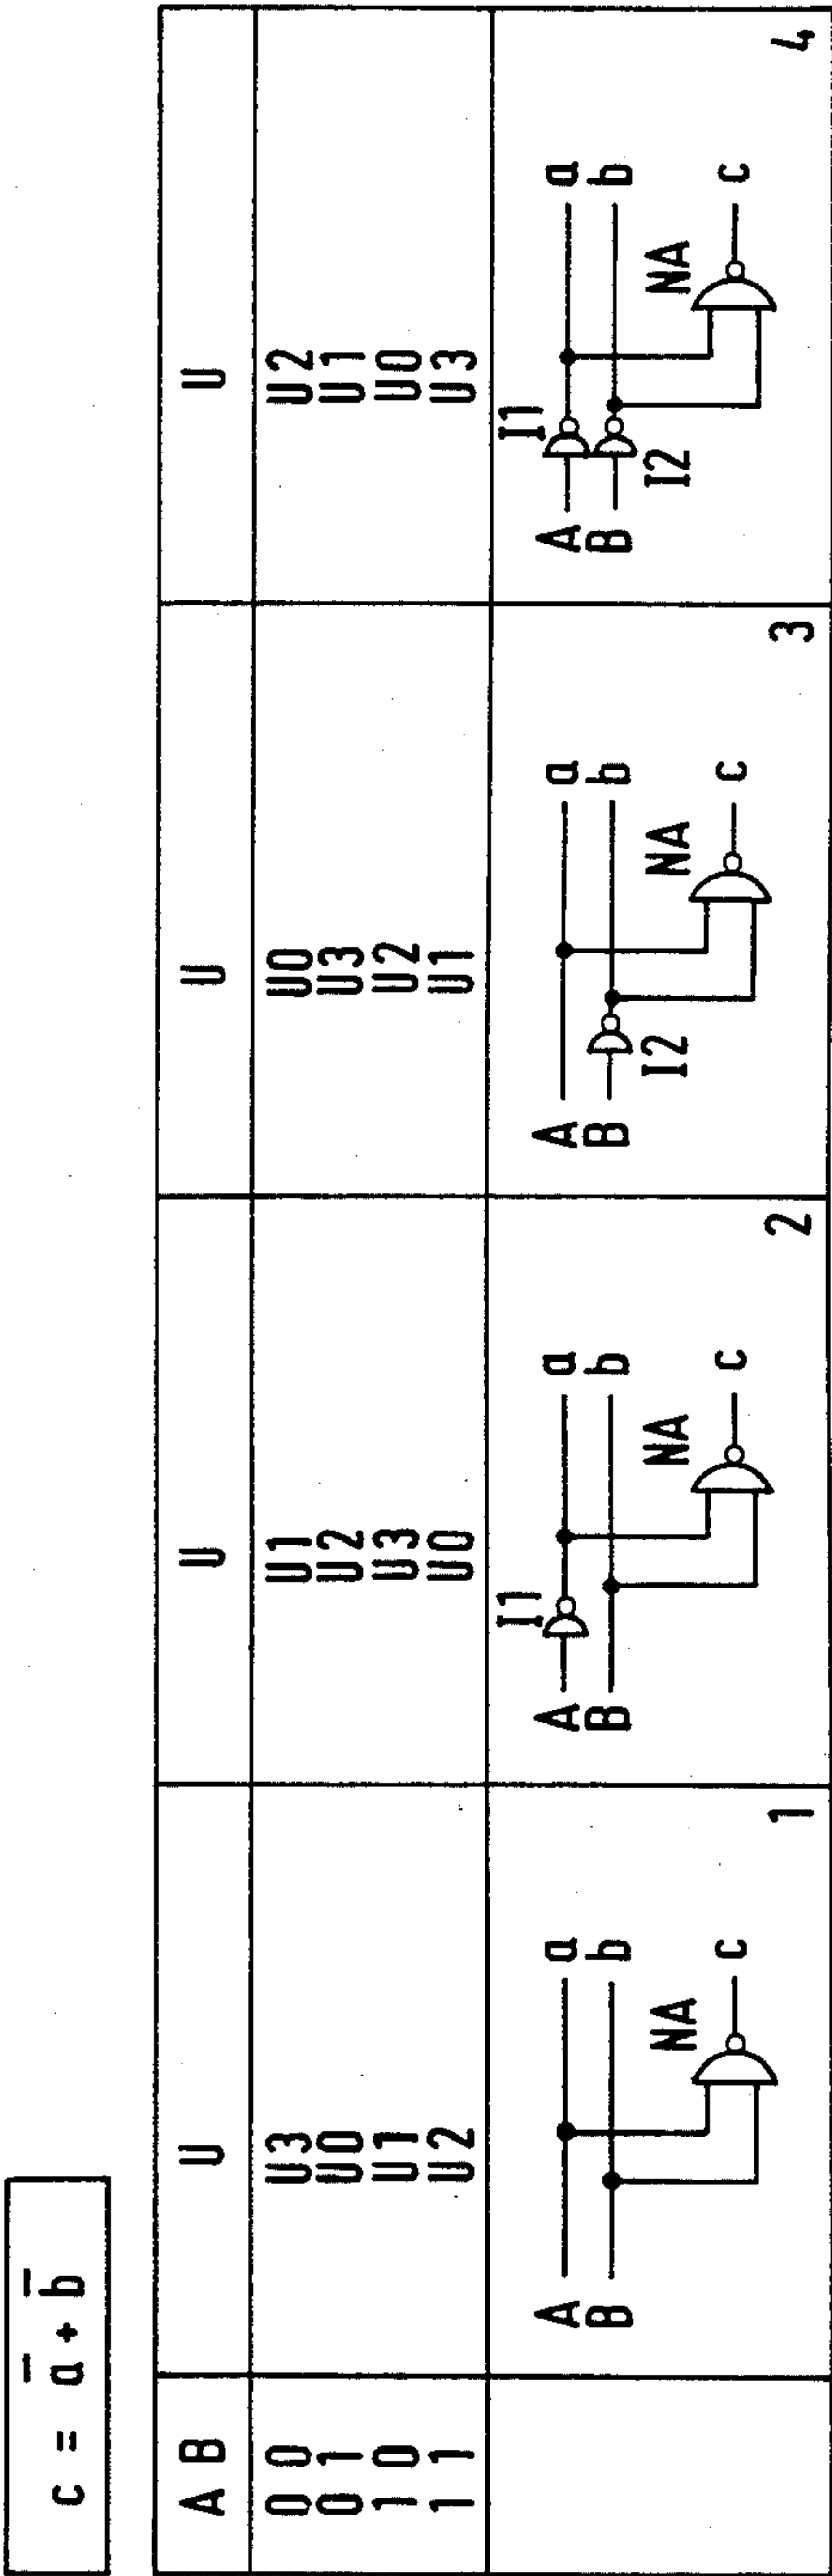 c = a̅ + b̅
A B U U U U
0 0 U3 U1 U0 U2
0 1 U0 U2 U3 U1
1 0 U1 U3 U2 U0
1 1 U2 U0 U1 U3
I1 I1
A a A a A a A a
B b B b B b B b
I2 I2
NA NA NA NA
c c c c
1 2 3 4